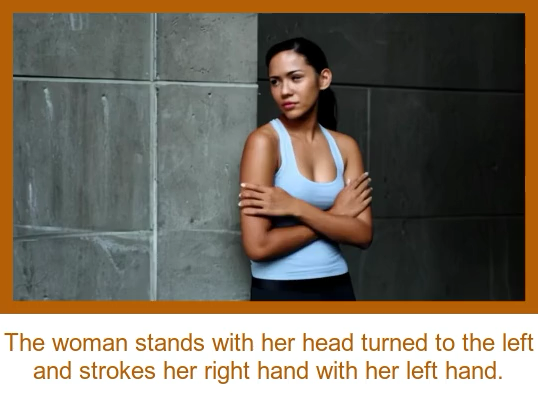 The woman stands with her head turned to the left
and strokes her right hand with her left hand.